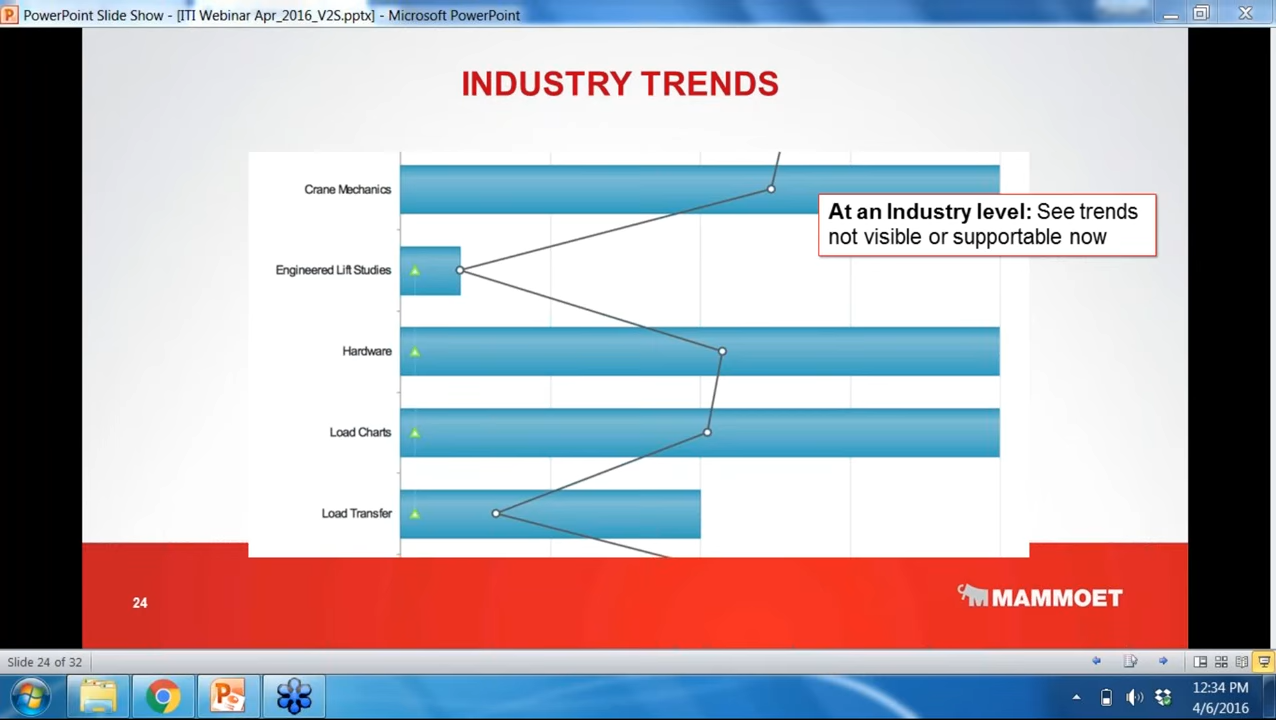 PowerPoint Slide Show - [ITI Webinar Apr_2016_V2S.pptx] - Microsoft PowerPoint
INDUSTRY TRENDS
Crane Mechanics
At an Industry level: See trends
not visible or supportable now
Engineered Lift Studies
Hardware
Load Charts
Load Transfer
24
MAMMOET
Slide 24 of 32
12:34 PM
4/6/2016